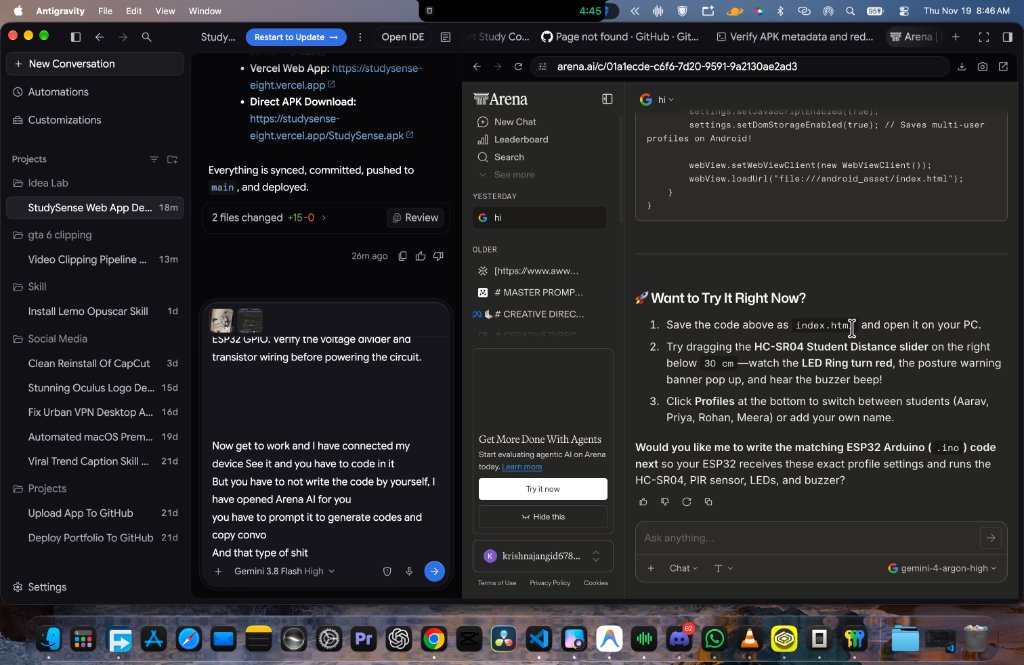 Antigravity File Edit View Window
4:45
Thu Nov 19 8:46 AM
Study...
Restart to Update →
Open IDE
rt Study Co...
Page not found · GitHub · Git...
Verify APK metadata and red...
Arena
New Conversation
Automations
Customizations
Projects
Idea Lab
StudySense Web App De... 18m
gta 6 clipping
Video Clipping Pipeline ... 13m
Skill
Install Lemo Opuscar Skill 1d
Social Media
Clean Reinstall Of CapCut 3d
Stunning Oculus Logo De... 15d
Fix Urban VPN Desktop A... 16d
Automated macOS Prem... 19d
Viral Trend Caption Skill ... 21d
Projects
Upload App To GitHub 21d
Deploy Portfolio To GitHub 21d
Settings
• Vercel Web App: https://studysense-
eight.vercel.app
• Direct APK Download:
https://studysense-
eight.vercel.app/StudySense.apk
Everything is synced, committed, pushed to
main , and deployed.
2 files changed +15 -0 >
Review
26m ago
ESP32 GPIO. Verify the voltage divider and
transistor wiring before powering the circuit.
Now get to work and I have connected my
device See it and you have to code in it
But you have to not write the code by yourself, I
have opened Arena AI for you
you have to prompt it to generate codes and
copy convo
And that type of shit
Gemini 3.8 Flash High
arena.ai/c/01a1ecde-c6f6-7d20-9591-9a2130ae2ad3
Arena
New Chat
Leaderboard
Search
See more
YESTERDAY
hi
OLDER
[https://www.aww...
# MASTER PROMP...
# CREATIVE DIREC...
# CREATIVE DIREC...
Get More Done With Agents
Start evaluating agentic AI on Arena
today. Learn more
Try it now
Hide this
K krishnajangid678...
Terms of Use Privacy Policy Cookies
hi
settings.setJavaScriptEnabled(true);
settings.setDomStorageEnabled(true); // Saves multi-user
profiles on Android!
webView.setWebViewClient(new WebViewClient());
webView.loadUrl("file:///android_asset/index.html");
}
}
🚀 Want to Try It Right Now?
1. Save the code above as index.htm and open it on your PC.
2. Try dragging the HC-SR04 Student Distance slider on the right
below 30 cm —watch the LED Ring turn red, the posture warning
banner pop up, and hear the buzzer beep!
3. Click Profiles at the bottom to switch between students (Aarav,
Priya, Rohan, Meera) or add your own name.
Would you like me to write the matching ESP32 Arduino ( .ino ) code
next so your ESP32 receives these exact profile settings and runs the
HC-SR04, PIR sensor, LEDs, and buzzer?
Ask anything...
Chat
gemini-4-argon-high
Pr
62